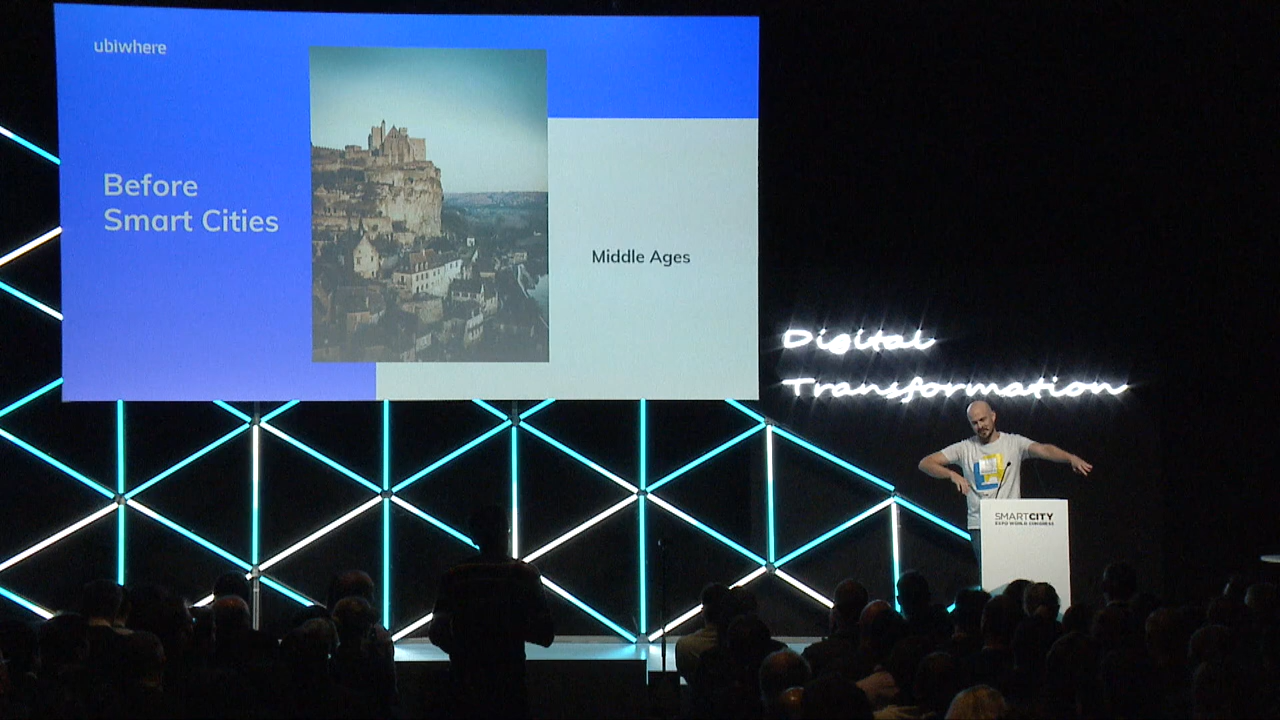 ubiwhere
Before
Smart Cities
Middle Ages
Digital
Transformation
SMARTCITY
EXPO WORLD CONGRESS